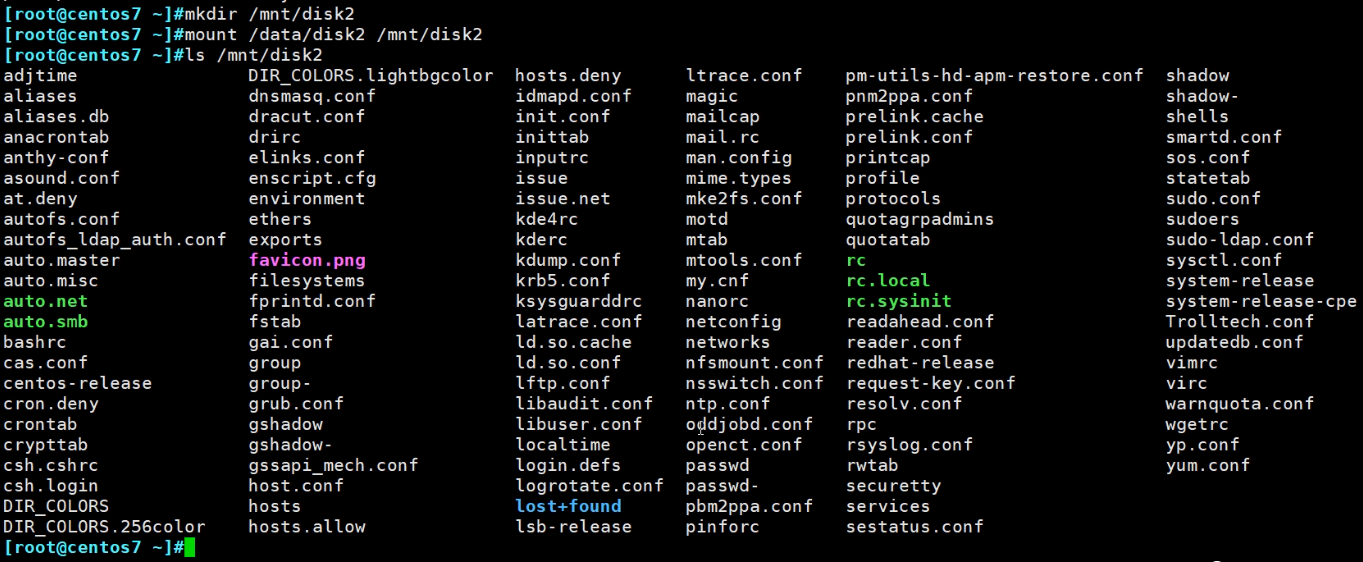 [root@centos7 ~]#mkdir /mnt/disk2
[root@centos7 ~]#mount /data/disk2 /mnt/disk2
[root@centos7 ~]#ls /mnt/disk2
adjtime DIR_COLORS.lightbgcolor hosts.deny ltrace.conf pm-utils-hd-apm-restore.conf shadow
aliases dnsmasq.conf idmapd.conf magic pnm2ppa.conf shadow-
aliases.db dracut.conf init.conf mailcap prelink.cache shells
anacrontab drirc inittab mail.rc prelink.conf smartd.conf
anthy-conf elinks.conf inputrc man.config printcap sos.conf
asound.conf enscript.cfg issue mime.types profile statetab
at.deny environment issue.net mke2fs.conf protocols sudo.conf
autofs.conf ethers kde4rc motd quotagrpadmins sudoers
autofs_ldap_auth.conf exports kderc mtab quotatab sudo-ldap.conf
auto.master favicon.png kdump.conf mtools.conf rc sysctl.conf
auto.misc filesystems krb5.conf my.cnf rc.local system-release
auto.net fprintd.conf ksysguarddrc nanorc rc.sysinit system-release-cpe
auto.smb fstab latrace.conf netconfig readahead.conf Trolltech.conf
bashrc gai.conf ld.so.cache networks reader.conf updatedb.conf
cas.conf group ld.so.conf nfsmount.conf redhat-release vimrc
centos-release group- lftp.conf nsswitch.conf request-key.conf virc
cron.deny grub.conf libaudit.conf ntp.conf resolv.conf warnquota.conf
crontab gshadow libuser.conf oddjobd.conf rpc wgetrc
crypttab gshadow- localtime openct.conf rsyslog.conf yp.conf
csh.cshrc gssapi_mech.conf login.defs passwd rwtab yum.conf
csh.login host.conf logrotate.conf passwd- securetty
DIR_COLORS hosts lost+found pbm2ppa.conf services
DIR_COLORS.256color hosts.allow lsb-release pinforc sestatus.conf
[root@centos7 ~]#